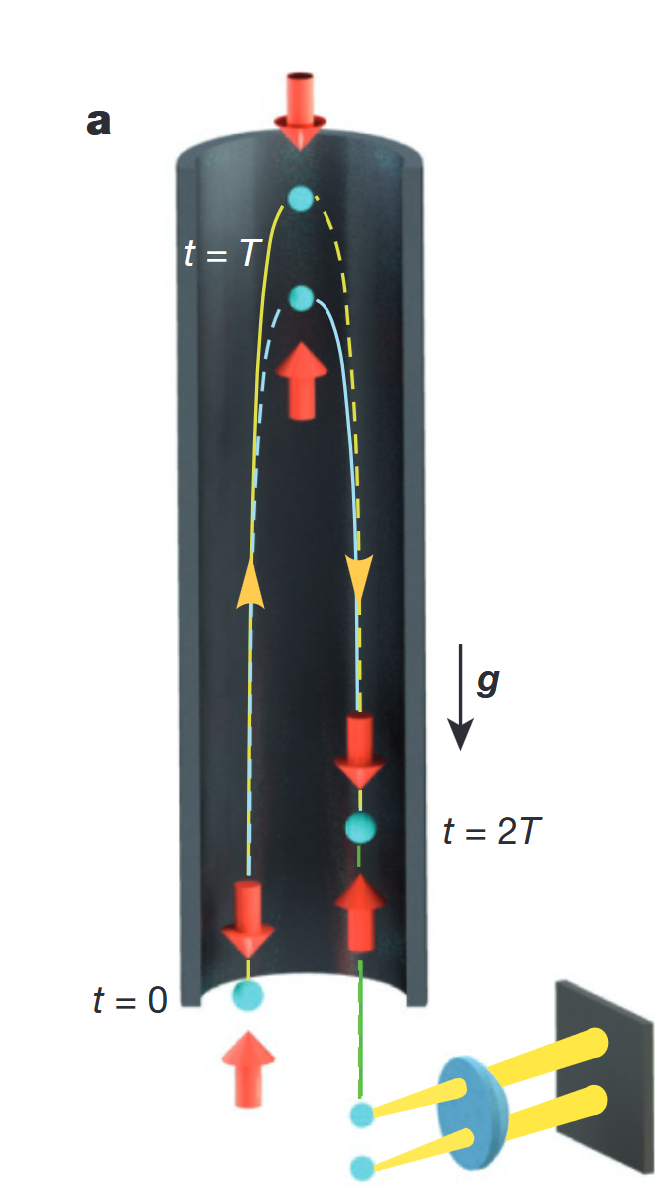 a
t = T
g
t = 2T
t = 0